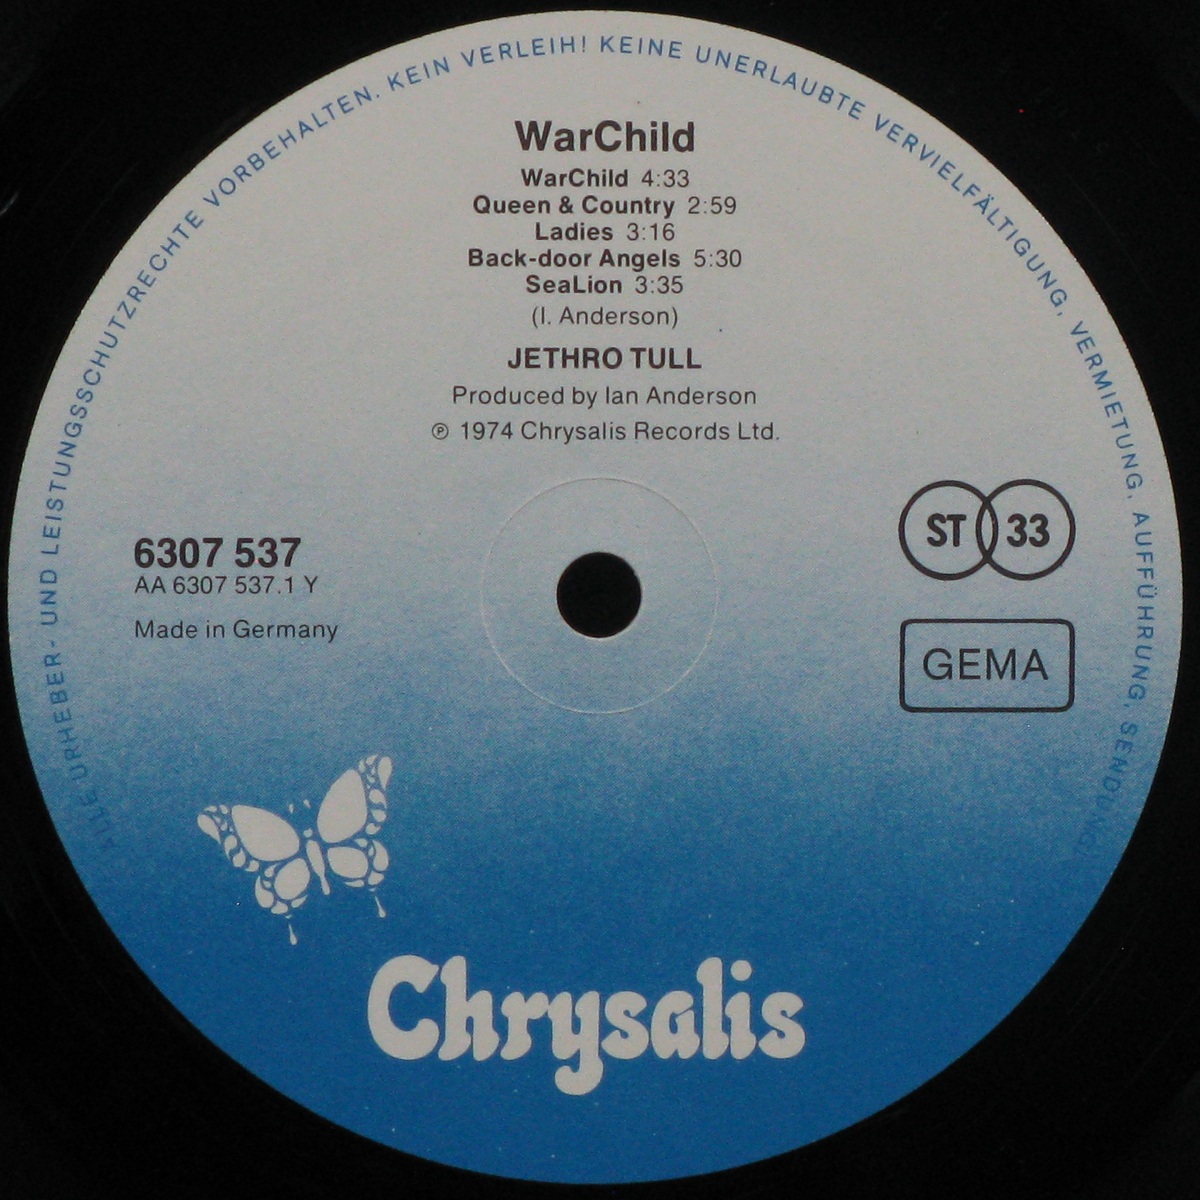 ALLE URHEBER- UND LEISTUNGSSCHUTZRECHTE VORBEHALTEN. KEIN VERLEIH! KEINE UNERLAUBTE VERVIELFÄLTIGUNG, VERMIETUNG, AUFFÜHRUNG, SENDUNG!
WarChild
WarChild 4:33
Queen & Country 2:59
Ladies 3:16
Back-door Angels 5:30
SeaLion 3:35
(I. Anderson)
JETHRO TULL
Produced by Ian Anderson
℗ 1974 Chrysalis Records Ltd.
6307 537
AA 6307 537.1 Y
Made in Germany
ST 33
GEMA
Chrysalis